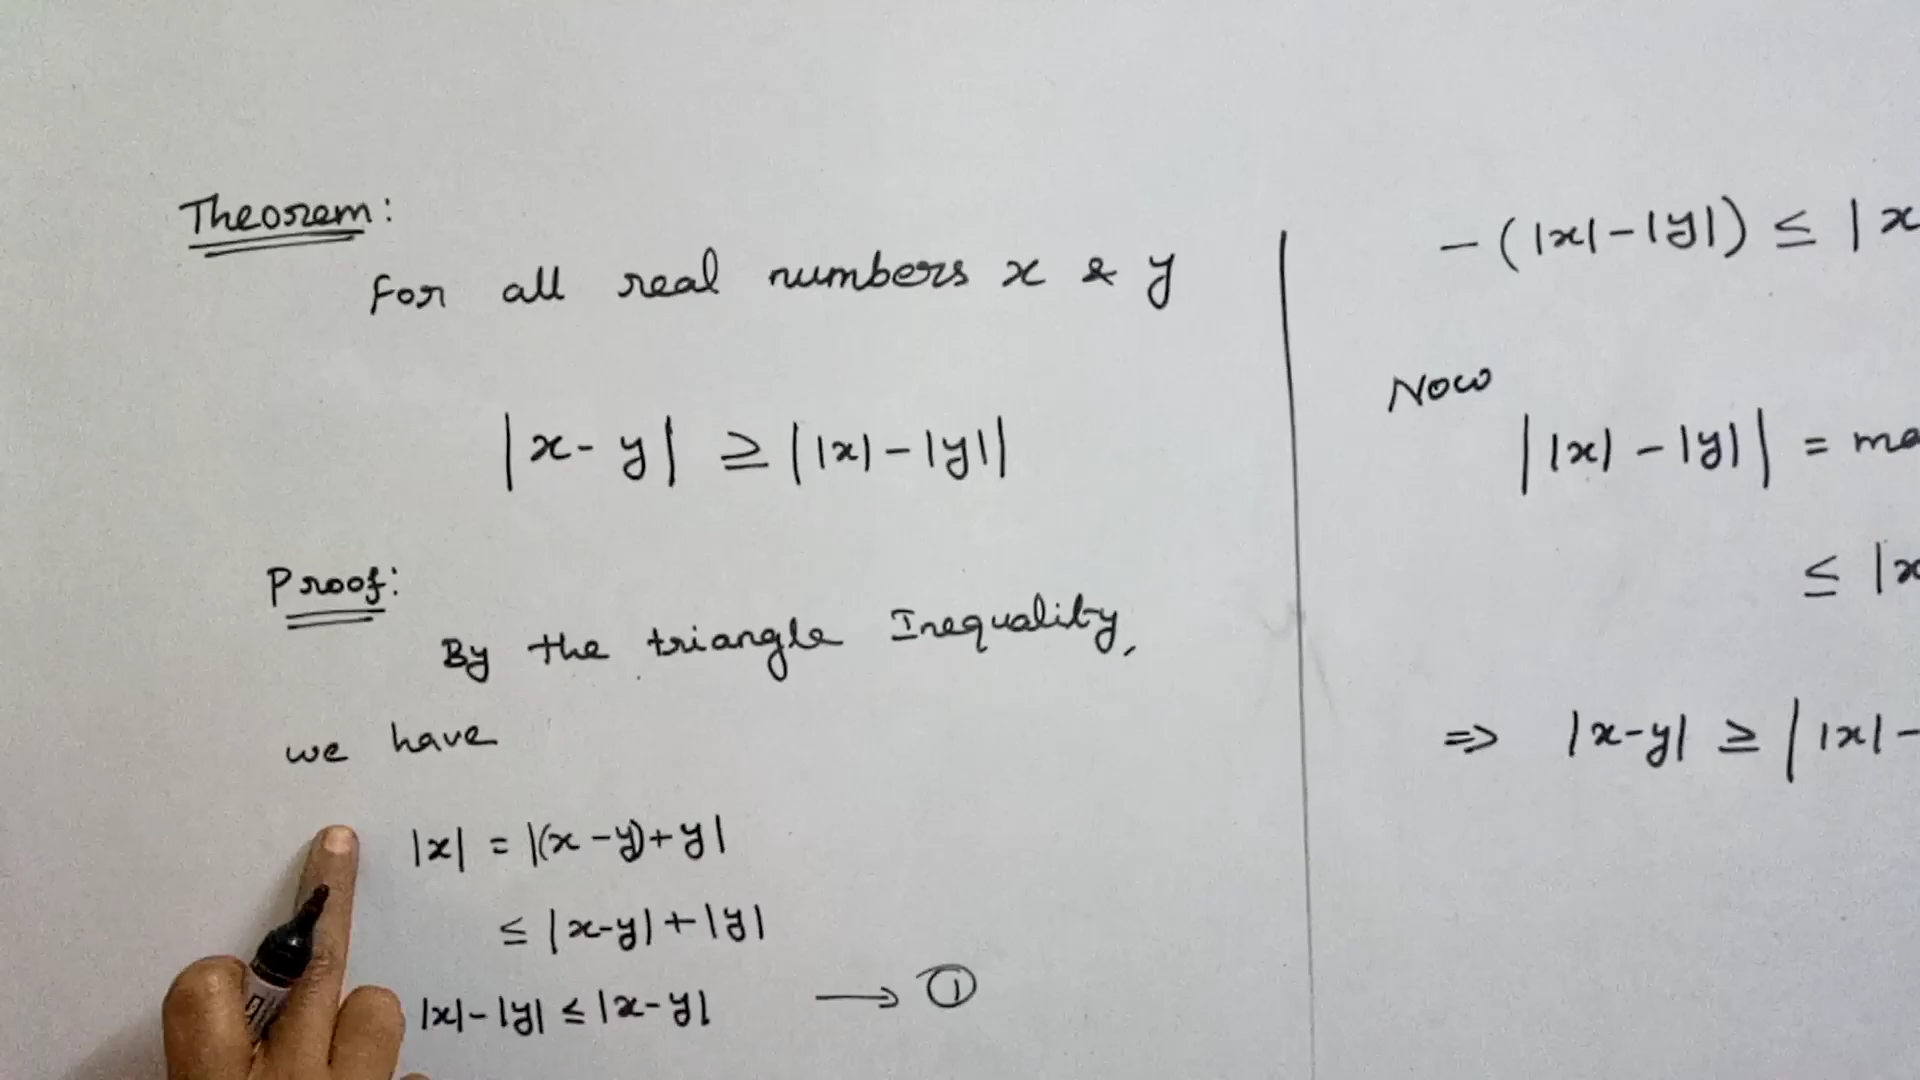 Theorem:
For all real numbers x & y
|x-y| ≥ ||x|-|y||
Proof:
By the triangle Inequality,
we have
|x| = |(x-y)+y|
≤ |x-y|+|y|
|x|-|y| ≤ |x-y| → ①
-(|x|-|y|) ≤ |x
Now
||x|-|y|| = ma
≤ |x
⇒ |x-y| ≥ ||x|-